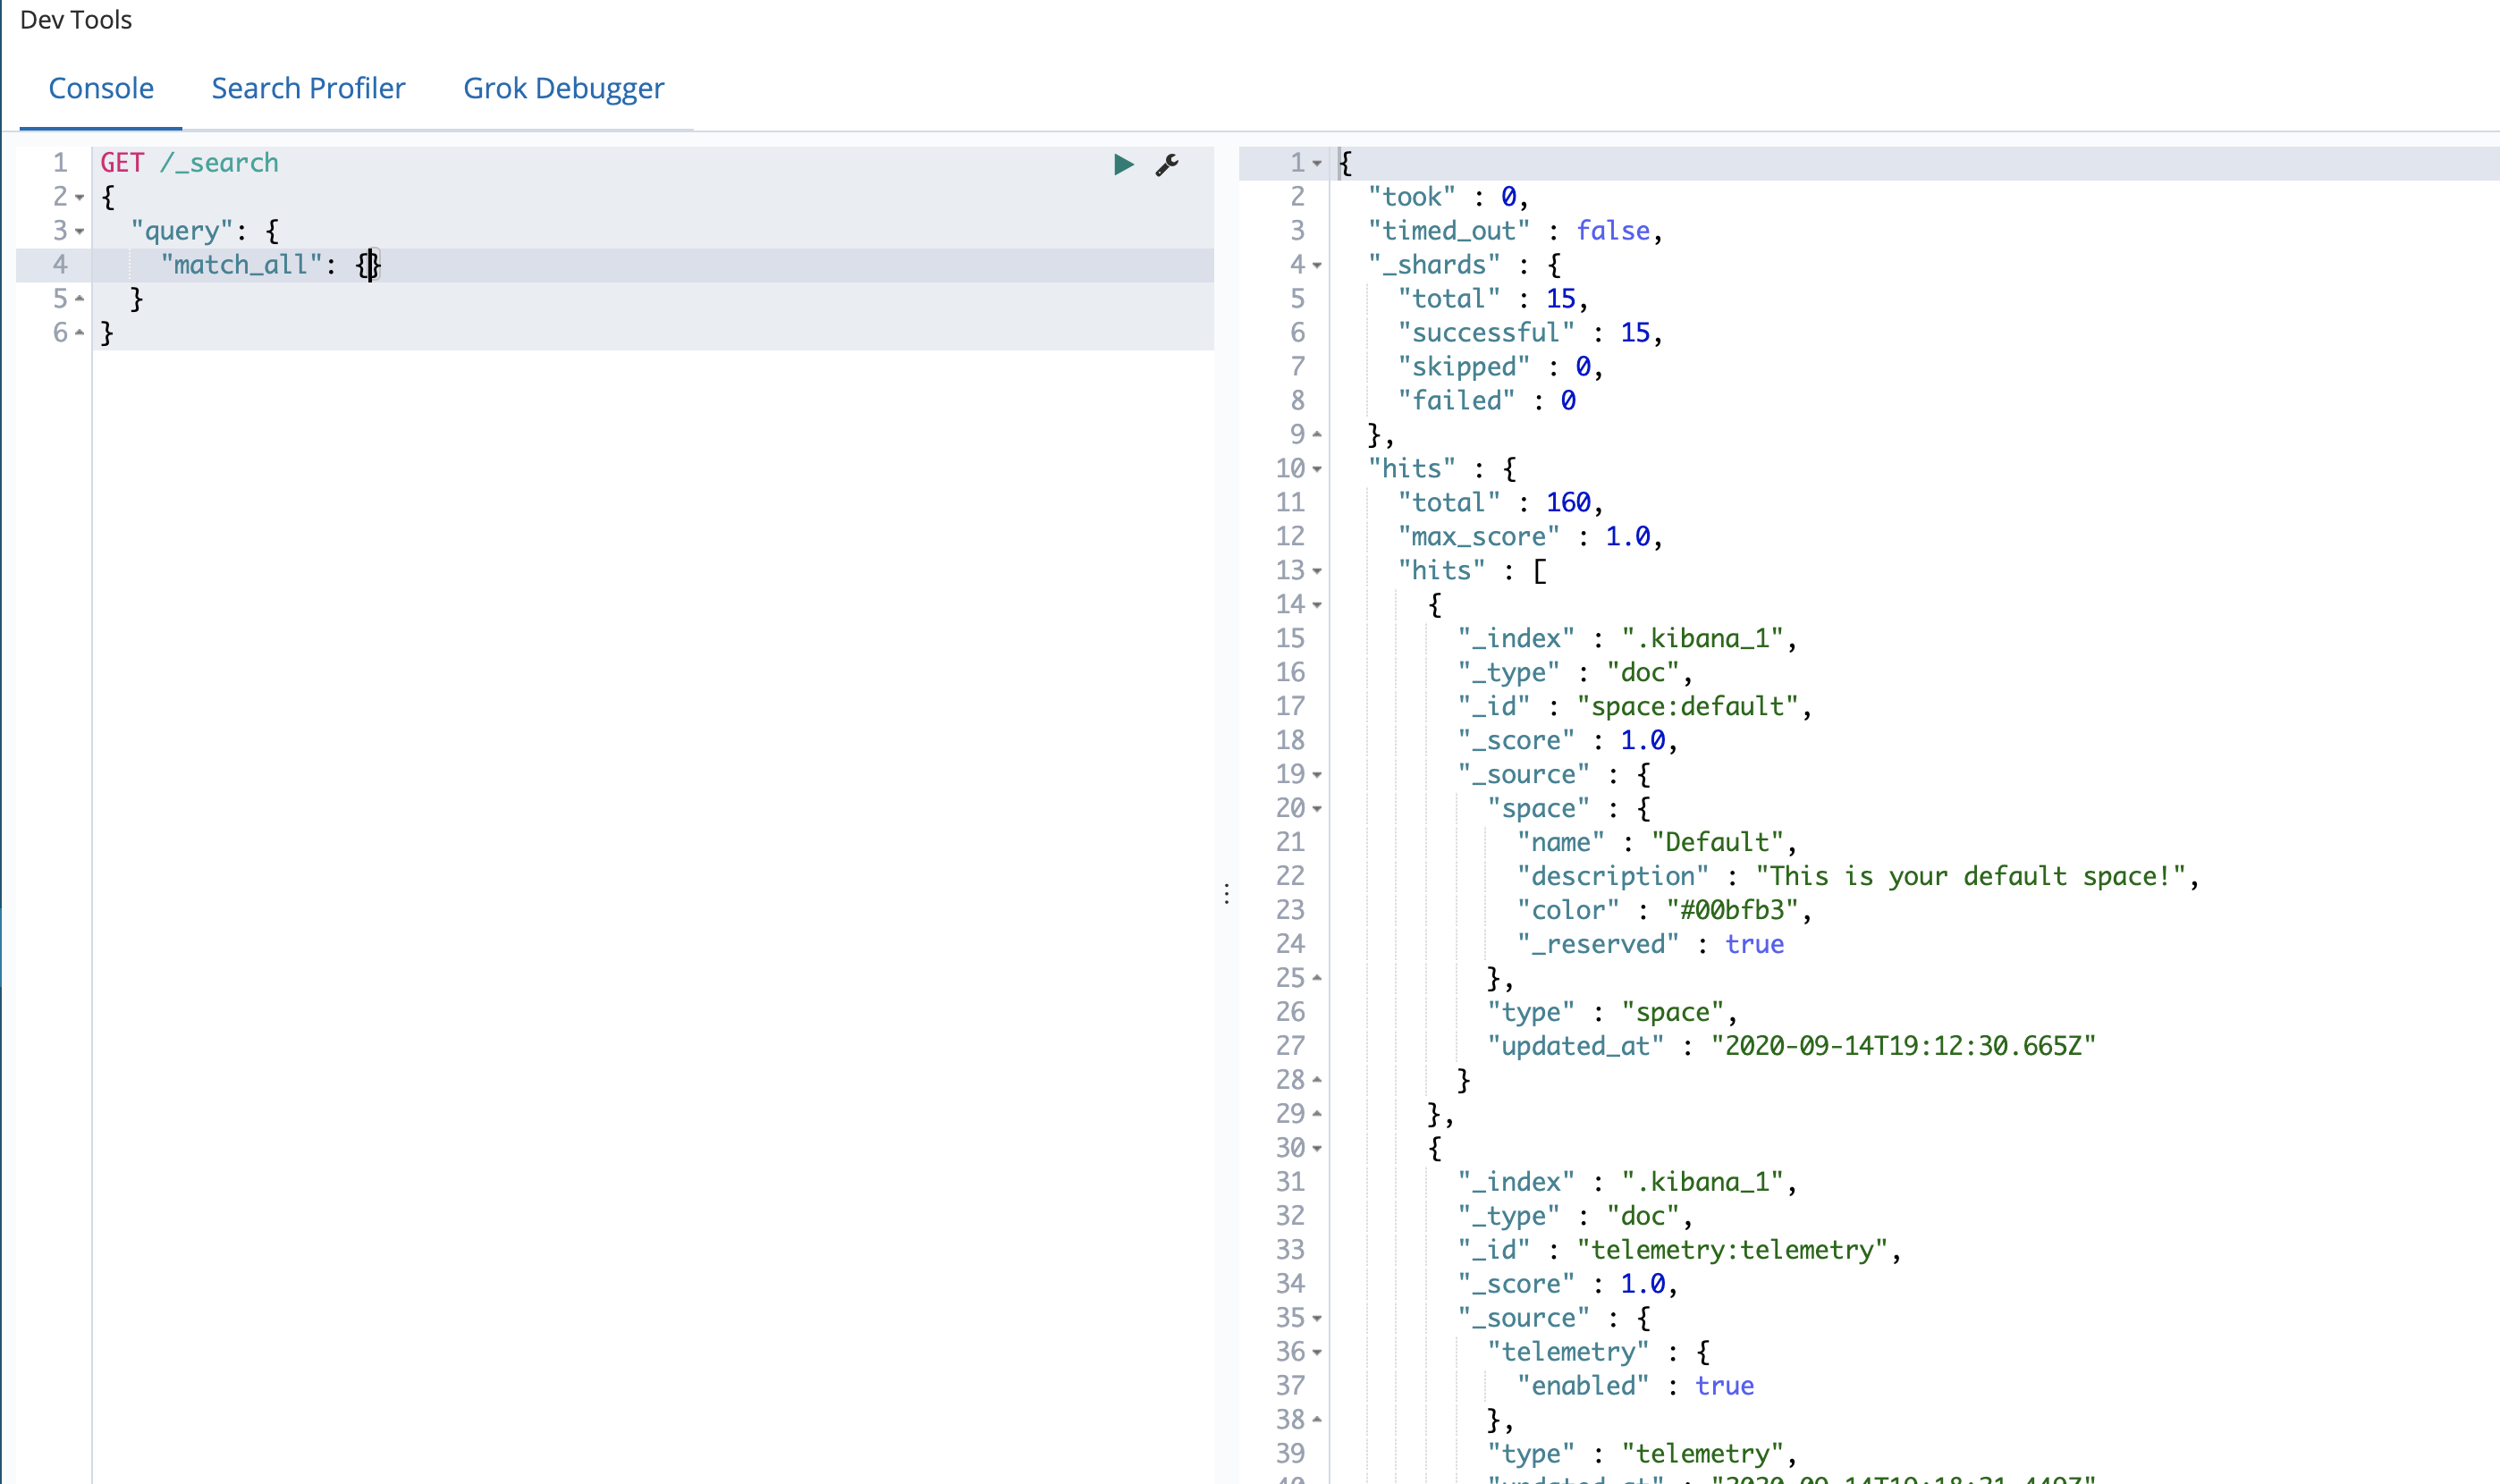 Dev Tools
Console Search Profiler Grok Debugger
1 GET /_search
2 {
3 "query": {
4 "match_all": {}
5 }
6 }
1 {
2 "took" : 0,
3 "timed_out" : false,
4 "_shards" : {
5 "total" : 15,
6 "successful" : 15,
7 "skipped" : 0,
8 "failed" : 0
9 },
10 "hits" : {
11 "total" : 160,
12 "max_score" : 1.0,
13 "hits" : [
14 {
15 "_index" : ".kibana_1",
16 "_type" : "doc",
17 "_id" : "space:default",
18 "_score" : 1.0,
19 "_source" : {
20 "space" : {
21 "name" : "Default",
22 "description" : "This is your default space!",
23 "color" : "#00bfb3",
24 "_reserved" : true
25 },
26 "type" : "space",
27 "updated_at" : "2020-09-14T19:12:30.665Z"
28 }
29 },
30 {
31 "_index" : ".kibana_1",
32 "_type" : "doc",
33 "_id" : "telemetry:telemetry",
34 "_score" : 1.0,
35 "_source" : {
36 "telemetry" : {
37 "enabled" : true
38 },
39 "type" : "telemetry",